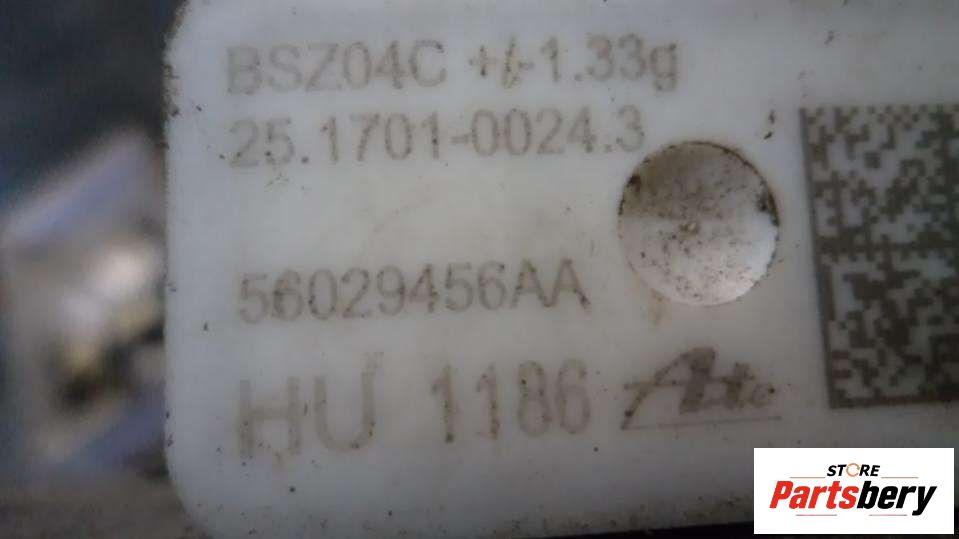 BSZ04C +/-1.33g
25.1701-0024.3
56029456AA
HU 1186 Ate
STORE
Partsbery